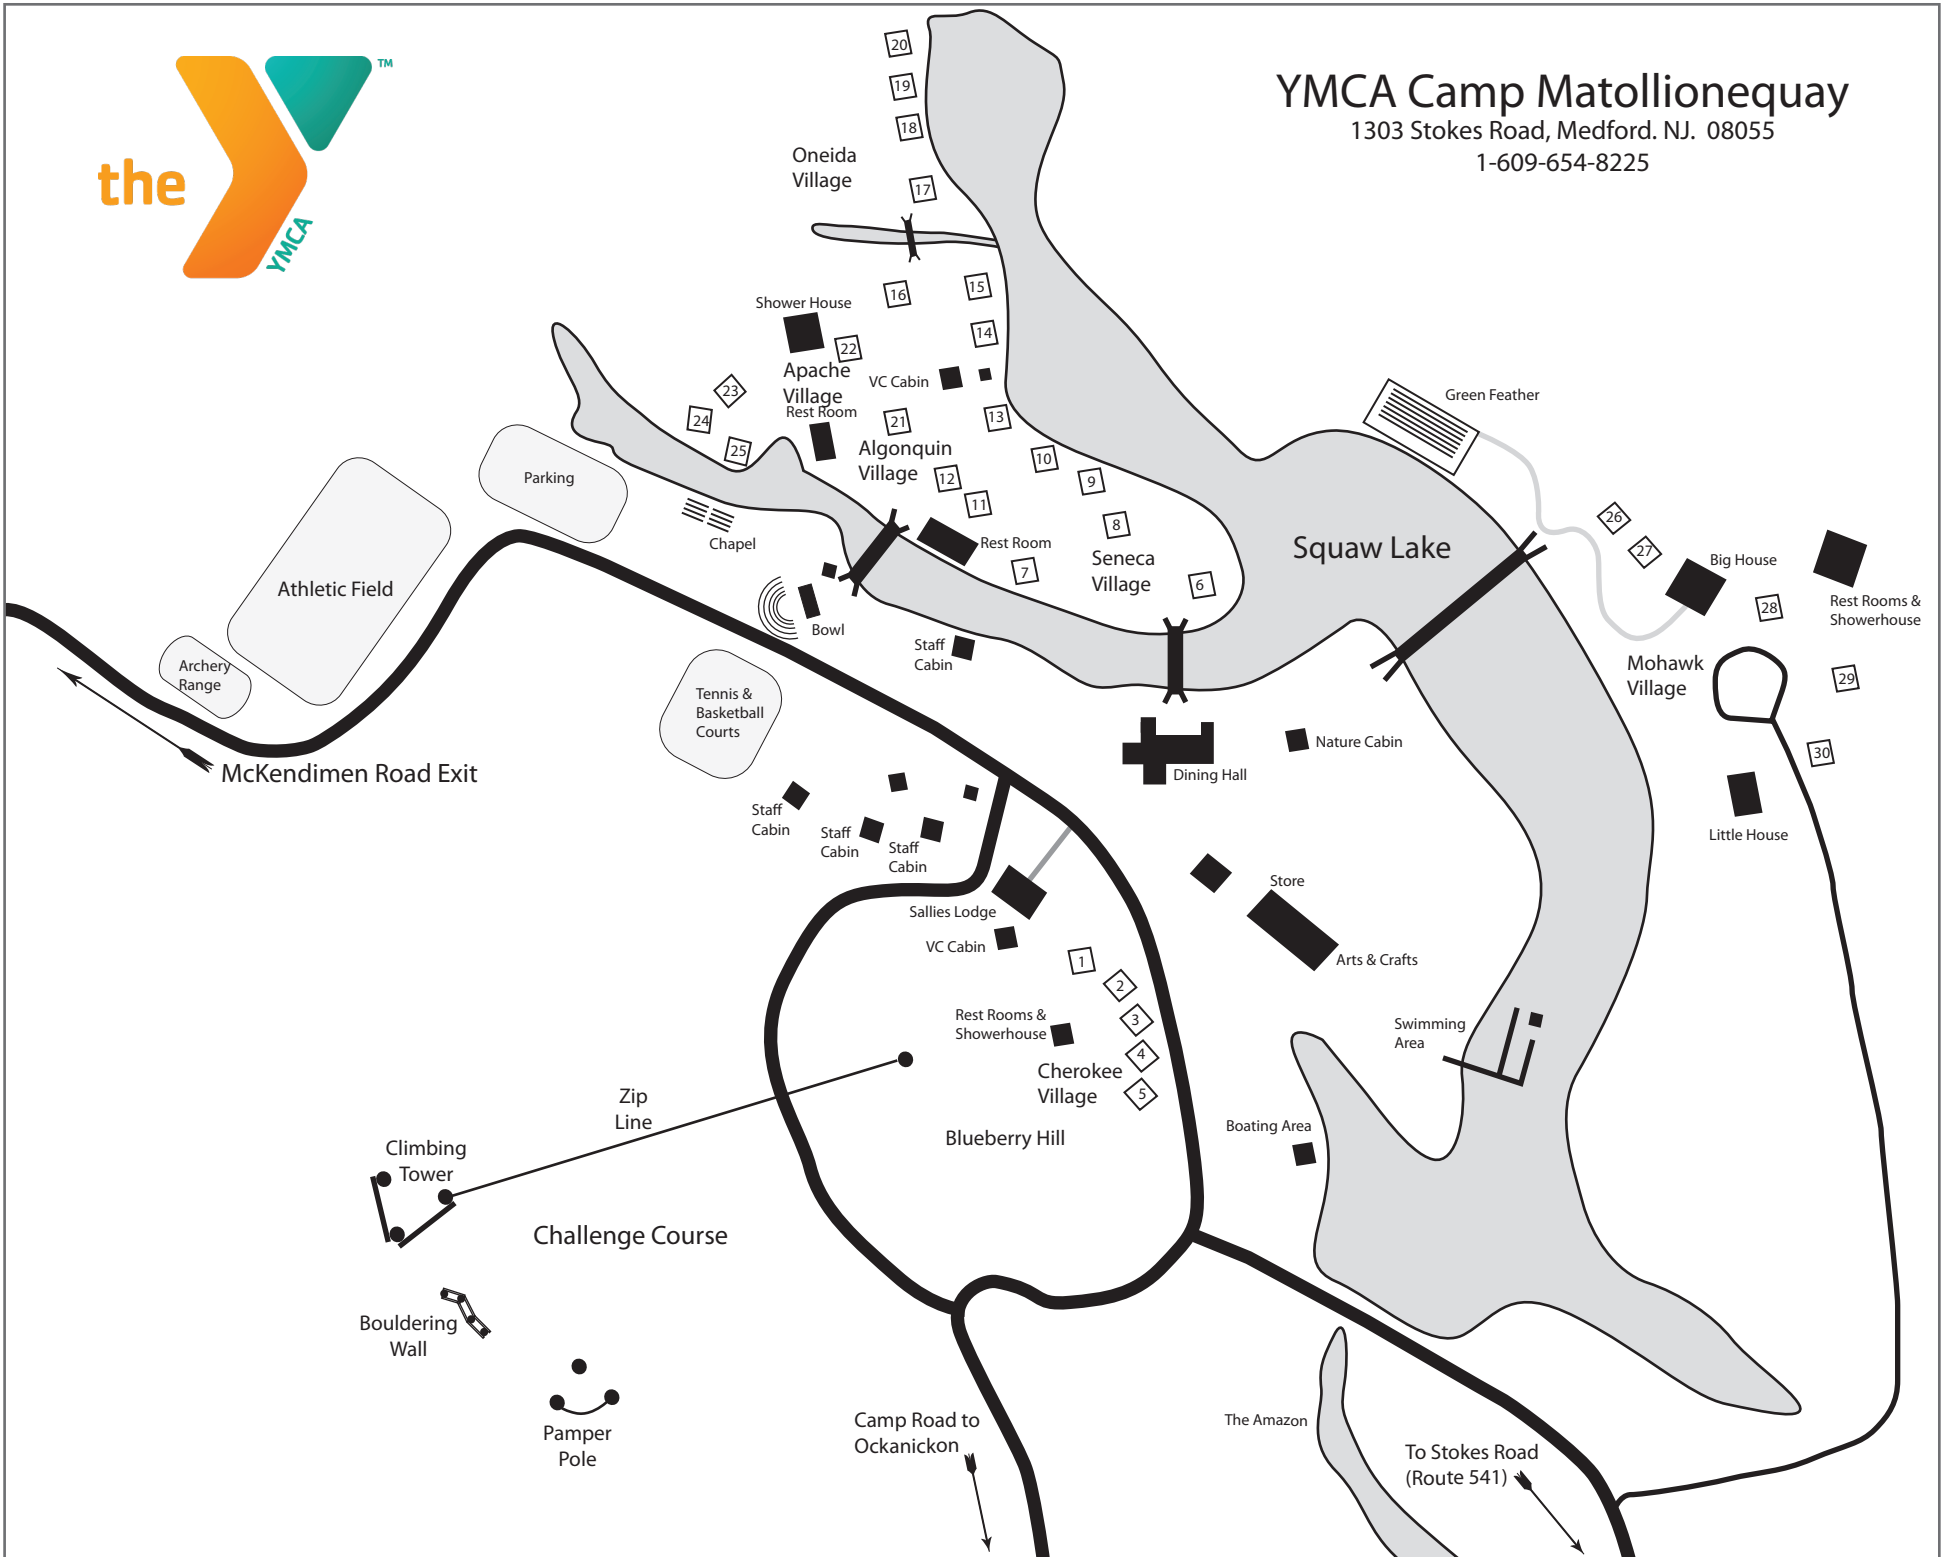 the
YMCA
TM
YMCA Camp Matollionequay
1303 Stokes Road, Medford. NJ.  08055
1-609-654-8225
20
19
18
Oneida
Village
17
16
15
Shower House
14
22
Apache
Village
VC Cabin
23
Rest Room
24
21
13
25
Algonquin
Village
12
11
10
9
8
Green Feather
Parking
Chapel
Rest Room
7
Seneca
Village
6
Squaw Lake
26
27
Big House
28
Rest Rooms &
Showerhouse
Athletic Field
Bowl
Staff
Cabin
Mohawk
Village
29
Archery
Range
Tennis &
Basketball
Courts
McKendimen Road Exit
Nature Cabin
Dining Hall
30
Little House
Staff
Cabin
Staff
Cabin
Staff
Cabin
Store
Sallies Lodge
VC Cabin
Arts & Crafts
1
2
3
4
5
Rest Rooms &
Showerhouse
Cherokee
Village
Swimming
Area
Zip
Line
Blueberry Hill
Boating Area
Climbing
Tower
Challenge Course
Bouldering
Wall
Pamper
Pole
Camp Road to
Ockanickon
The Amazon
To Stokes Road
(Route 541)